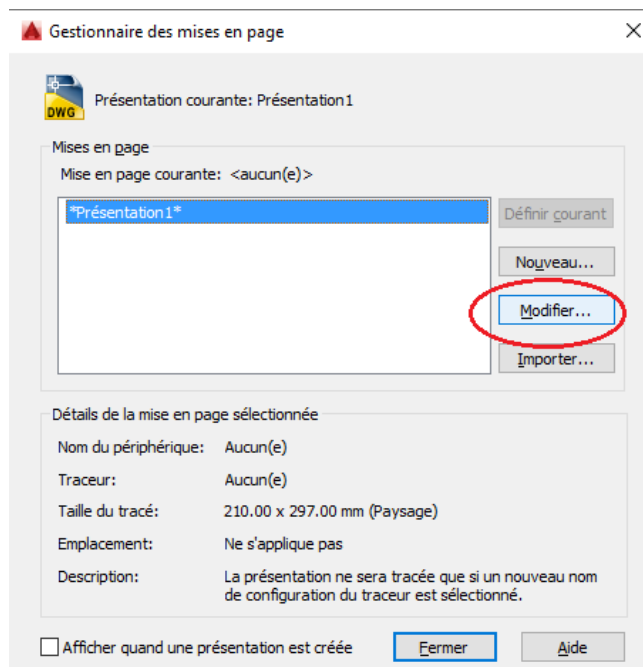 Gestionnaire des mises en page
DWG
Présentation courante: Présentation1
Mises en page
Mise en page courante: <aucun(e)>
*Présentation1*
Définir courant
Nouveau...
Modifier...
Importer...
Détails de la mise en page sélectionnée
Nom du périphérique: Aucun(e)
Traceur: Aucun(e)
Taille du tracé: 210.00 x 297.00 mm (Paysage)
Emplacement: Ne s'applique pas
Description: La présentation ne sera tracée que si un nouveau nom
de configuration du traceur est sélectionné.
Afficher quand une présentation est créée
Fermer
Aide